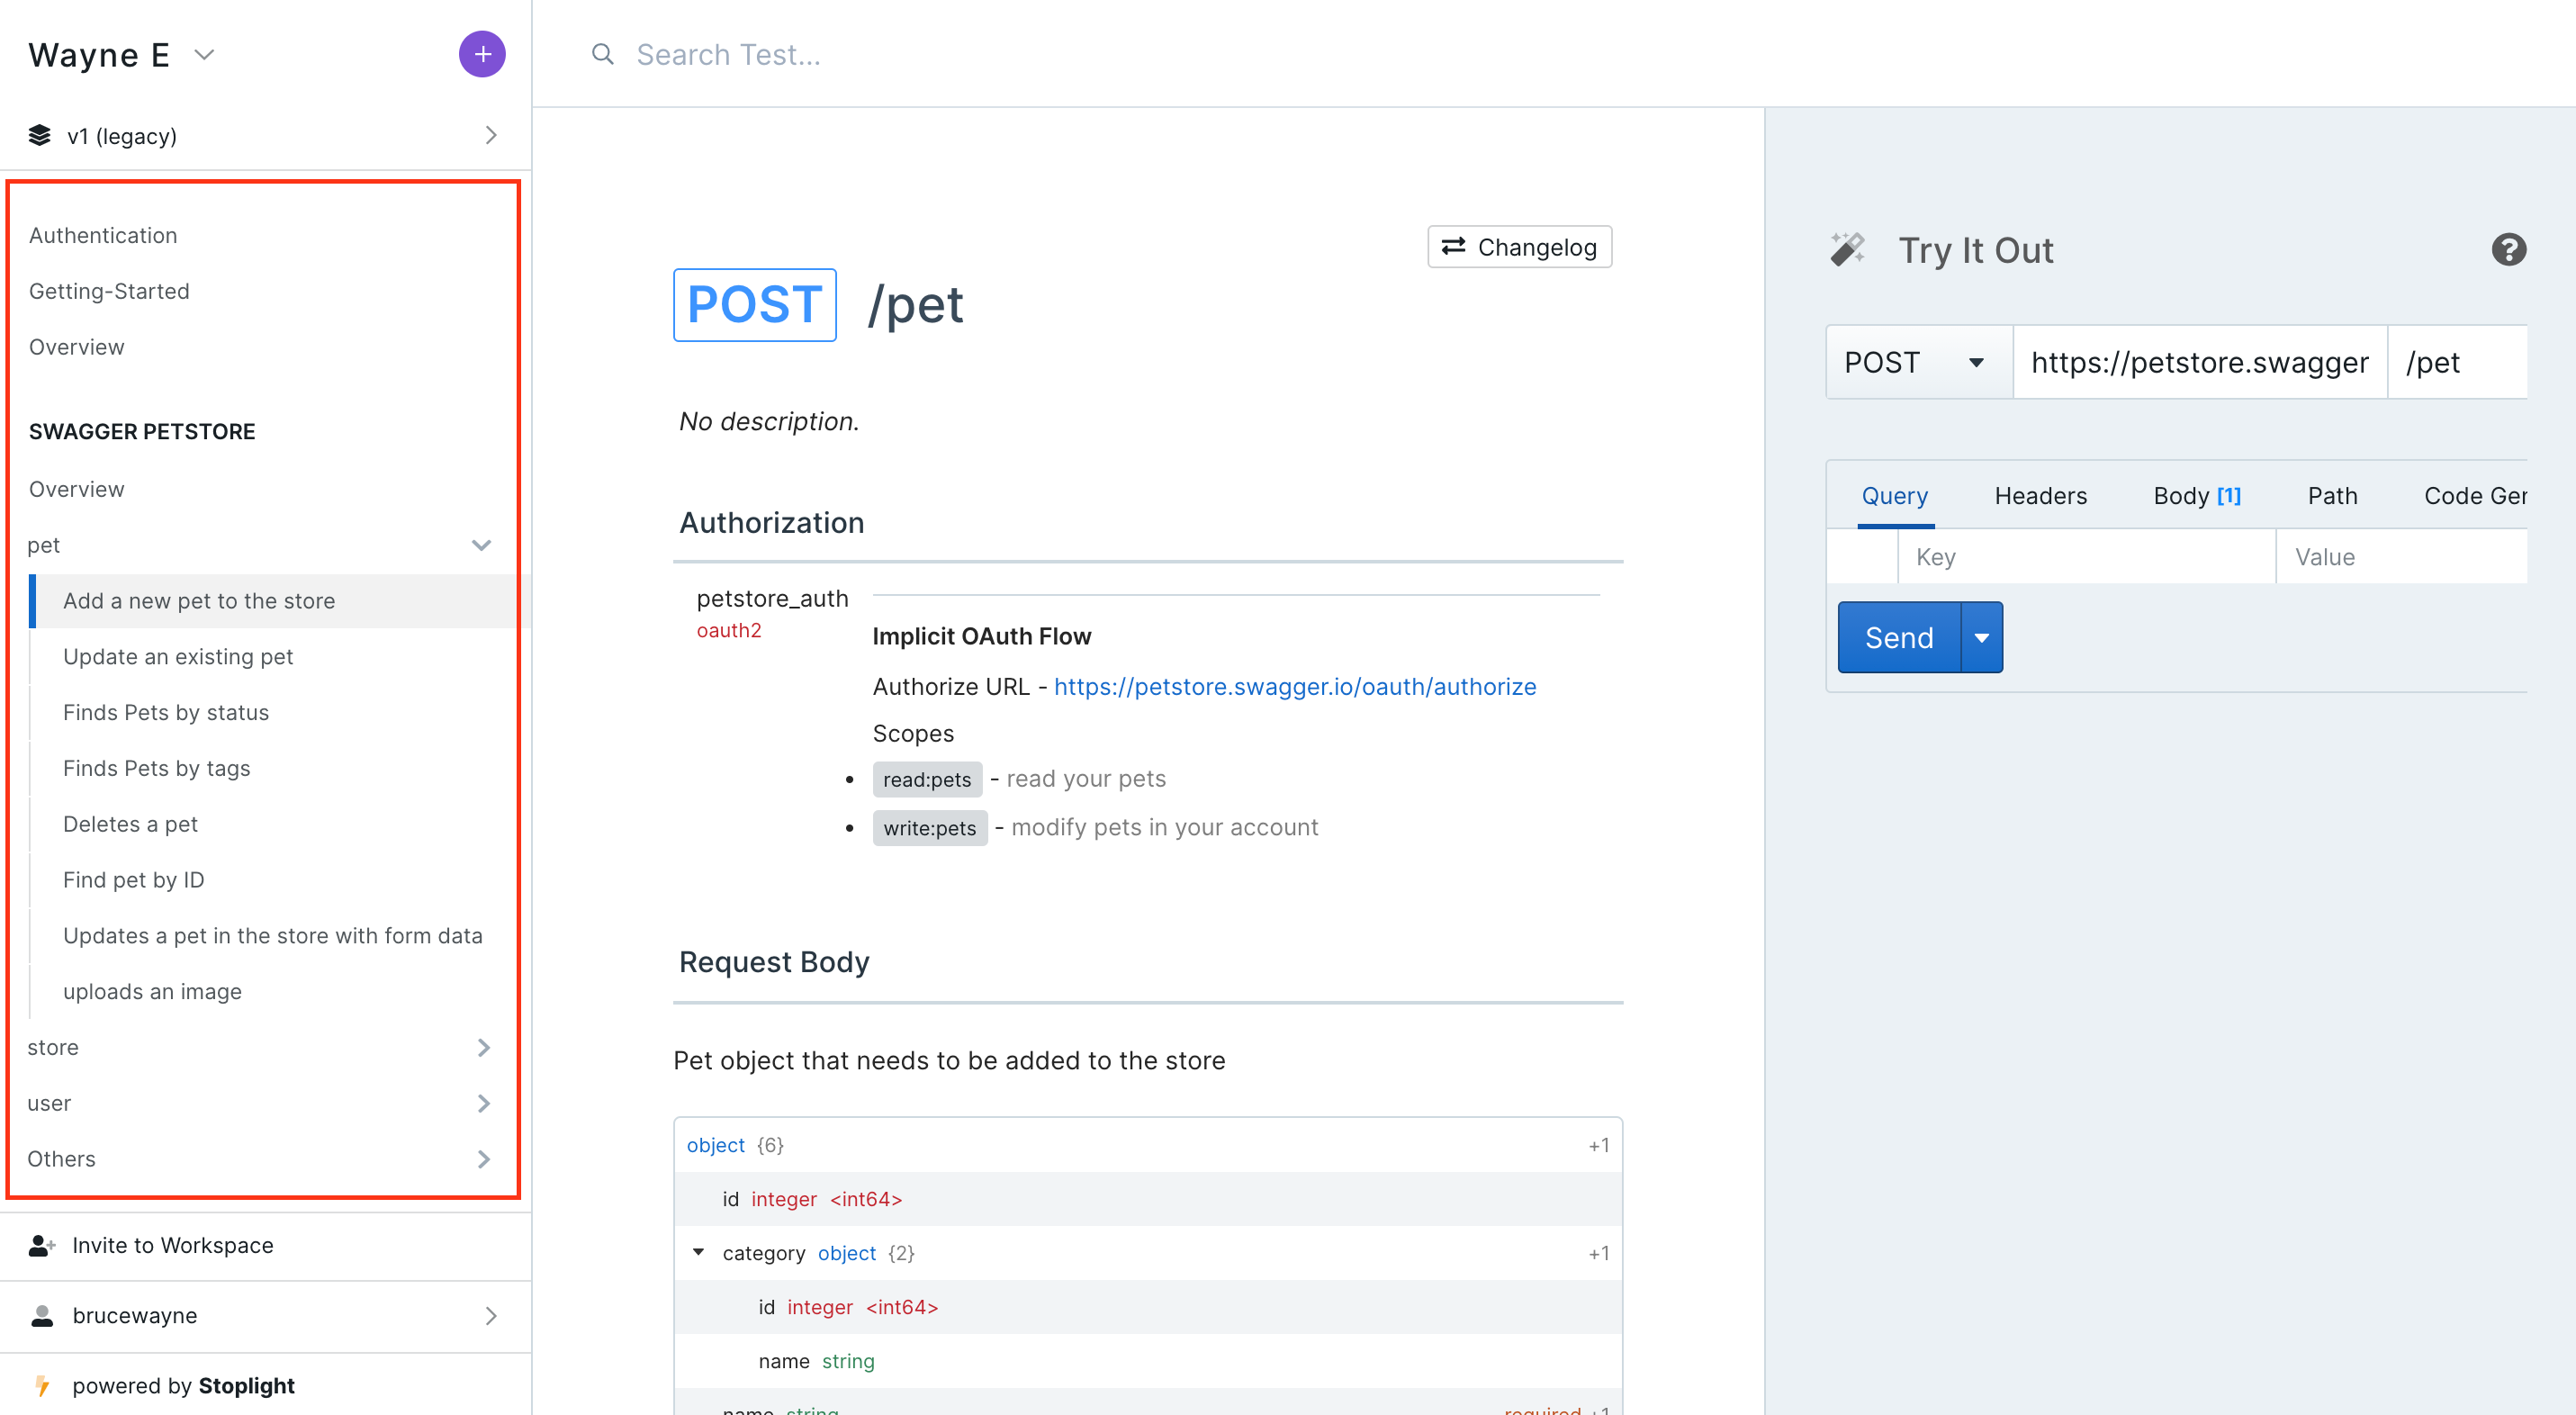 Wayne E
v1 (legacy)
Authentication
Getting-Started
Overview
SWAGGER PETSTORE
Overview
pet
Add a new pet to the store
Update an existing pet
Finds Pets by status
Finds Pets by tags
Deletes a pet
Find pet by ID
Updates a pet in the store with form data
uploads an image
store
user
Others
Invite to Workspace
brucewayne
powered by Stoplight
Search Test...
Changelog
POST /pet
No description.
Authorization
petstore_auth
oauth2
Implicit OAuth Flow
Authorize URL - https://petstore.swagger.io/oauth/authorize
Scopes
read:pets - read your pets
write:pets - modify pets in your account
Request Body
Pet object that needs to be added to the store
object {6} +1
id integer <int64>
category object {2} +1
id integer <int64>
name string
name string required +1
Try It Out
POST https://petstore.swagger /pet
Query Headers Body [1] Path Code Ger
Key Value
Send